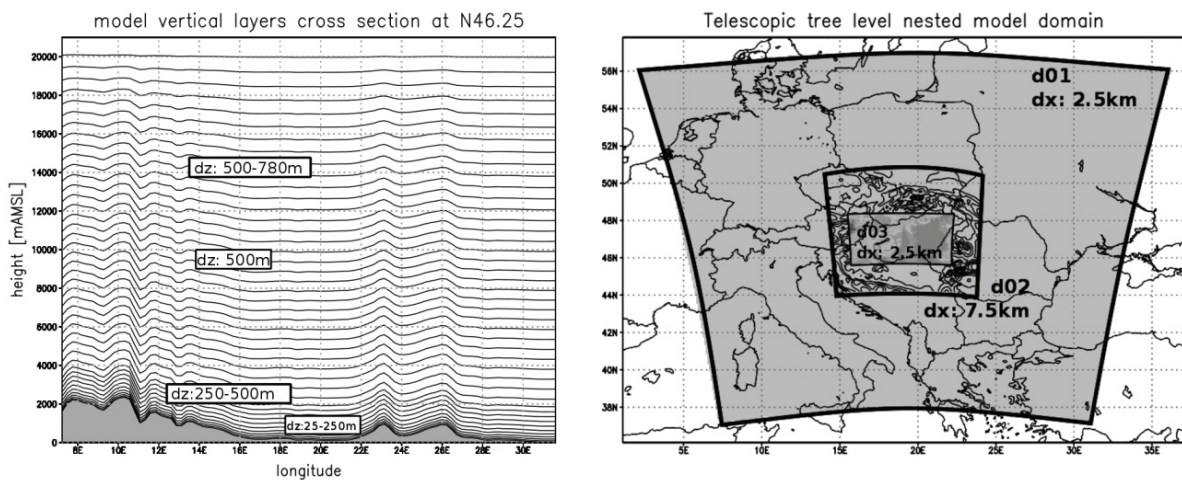 model vertical layers cross section at N46.25
20000
18000
16000
14000
12000
10000
8000
6000
4000
2000
0
height [mAMSL]
dz: 500-780m
dz: 500m
dz:250-500m
dz:25-250m
8E 10E 12E 14E 16E 18E 20E 22E 24E 26E 28E 30E
longitude
Telescopic tree level nested model domain
56N
54N
52N
50N
48N
46N
44N
42N
40N
38N
d01
dx: 2.5km
d03
dx: 2.5km
d02
dx: 7.5km
5E 10E 15E 20E 25E 30E 35E